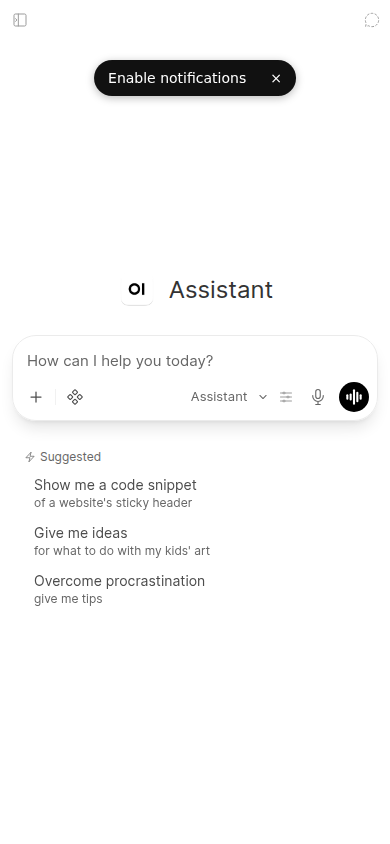 Enable notifications
OI
Assistant
How can I help you today?
Assistant
Suggested
Show me a code snippet
of a website's sticky header
Give me ideas
for what to do with my kids' art
Overcome procrastination
give me tips